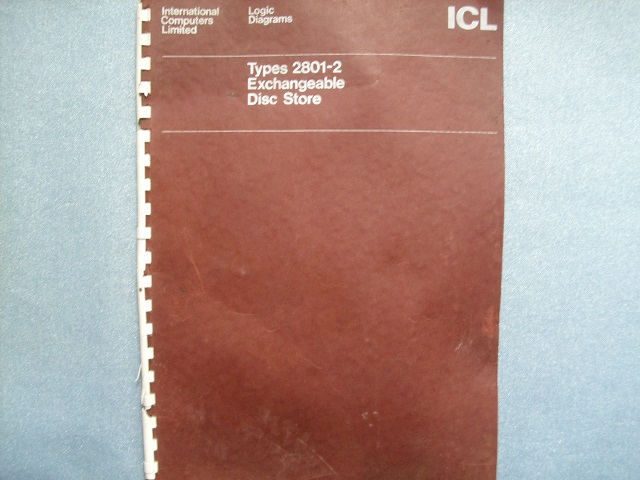 International
Computers
Limited
Logic
Diagrams
ICL
Types 2801-2
Exchangeable
Disc Store